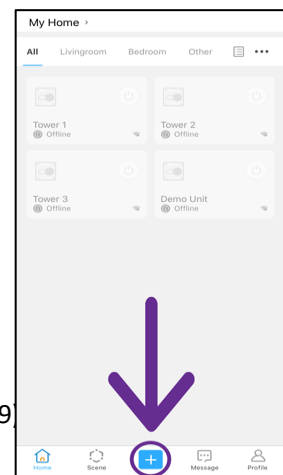 My Home >
All Livingroom Bedroom Other
Tower 1 Tower 2
Offline Offline
Tower 3 Demo Unit
Offline Offline
9)
Home Scene Message Profile